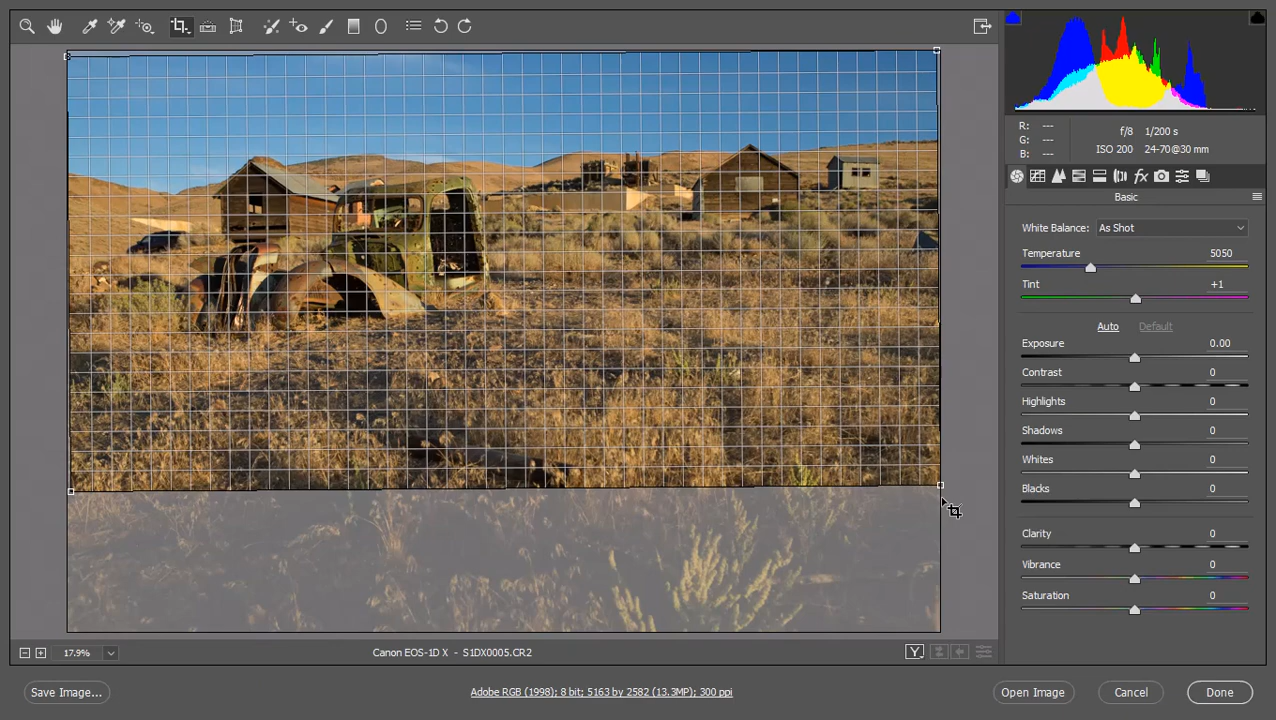 R: ---
G: ---
B: ---
f/8 1/200 s
ISO 200 24-70@30 mm
Basic
White Balance: As Shot
Temperature 5050
Tint +1
Auto Default
Exposure 0.00
Contrast 0
Highlights 0
Shadows 0
Whites 0
Blacks 0
Clarity 0
Vibrance 0
Saturation 0
17.9% Canon EOS-1D X - S1DX0005.CR2 Y
Save Image... Adobe RGB (1998); 8 bit; 5163 by 2582 (13.3MP); 300 ppi Open Image Cancel Done